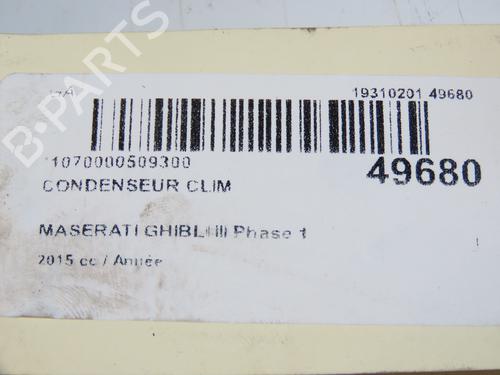 19310201 49680
*1070000509300
49680
CONDENSEUR CLIM
MASERATI GHIBLI III Phase 1
2015 cc / Année
B-PARTS